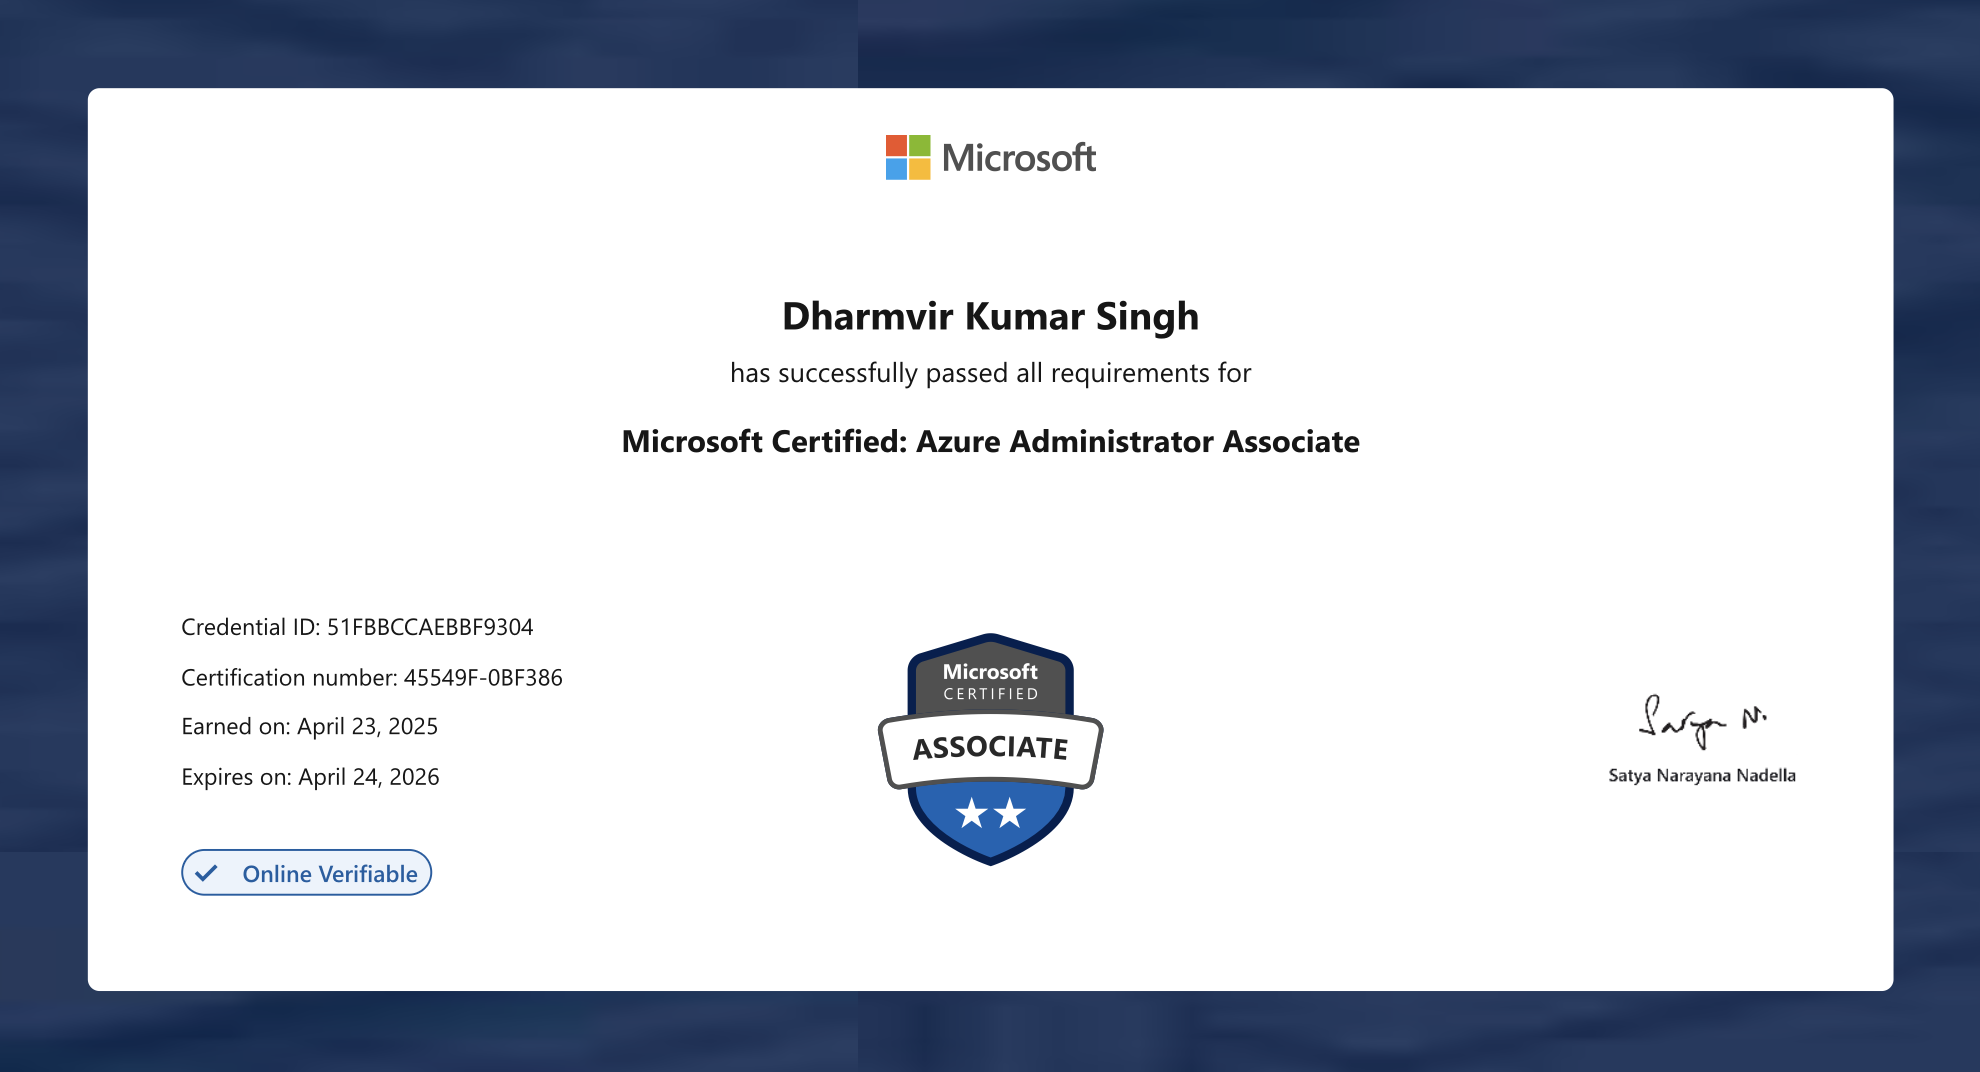 Microsoft
Dharmvir Kumar Singh
has successfully passed all requirements for
Microsoft Certified: Azure Administrator Associate
Credential ID: 51FBBCCAEBBF9304
Certification number: 45549F-0BF386
Earned on: April 23, 2025
Expires on: April 24, 2026
Online Verifiable
Microsoft
CERTIFIED
ASSOCIATE
Satya N.
Satya Narayana Nadella